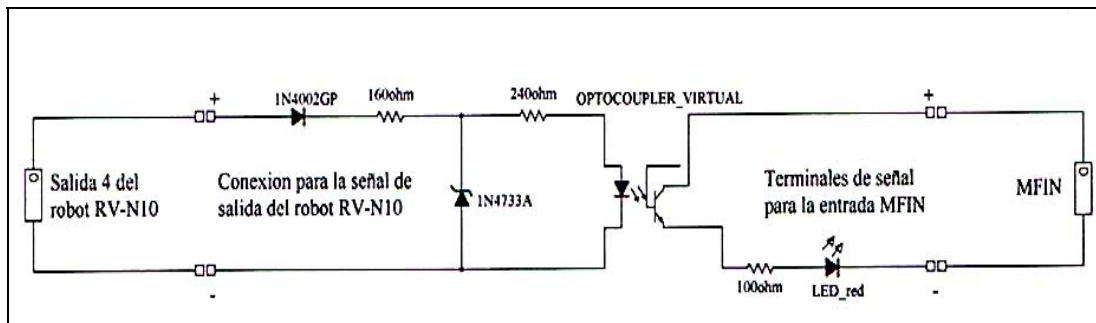 +
1N4002GP
160ohm
240ohm
OPTOCOUPLER_VIRTUAL
+
Salida 4 del
robot RV-N10
Conexion para la señal de
salida del robot RV-N10
1N4733A
Terminales de señal
para la entrada MFIN
MFIN
-
100ohm
LED_red
-